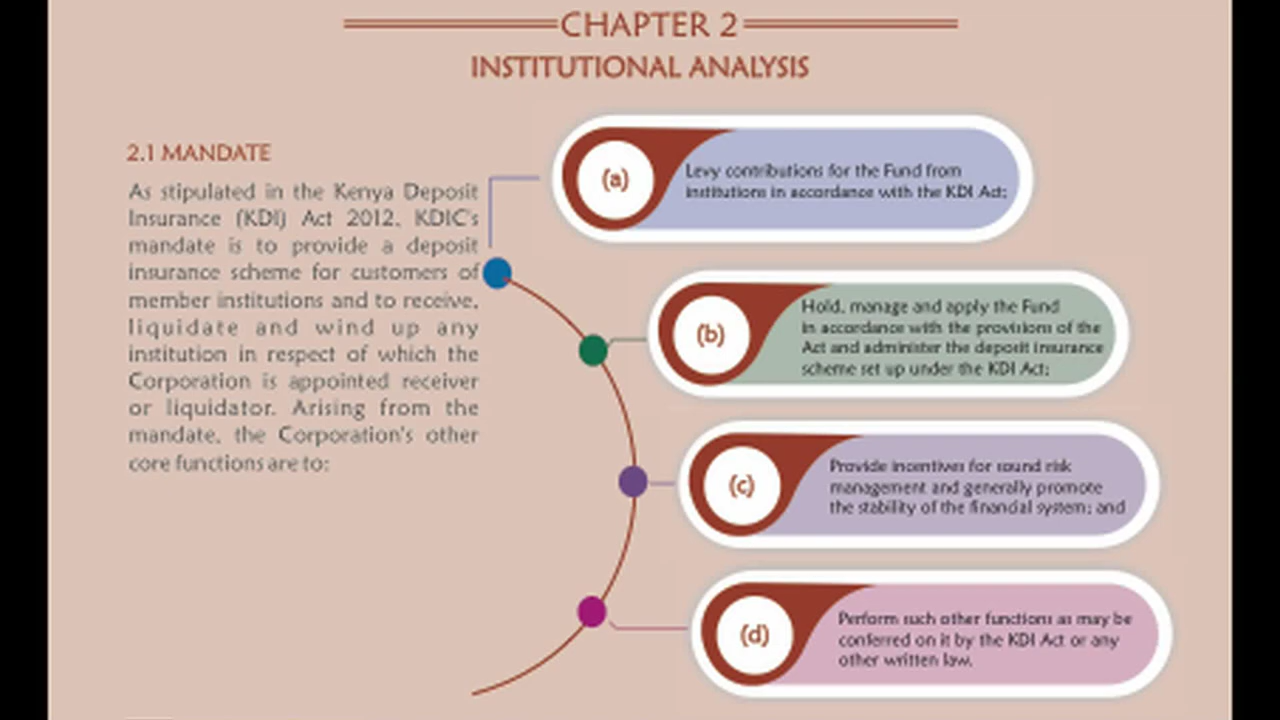 CHAPTER 2
INSTITUTIONAL ANALYSIS
2.1 MANDATE
As stipulated in the Kenya Deposit
Insurance (KDI) Act 2012, KDIC's
mandate is to provide a deposit
insurance scheme for customers of
member institutions and to receive,
liquidate and wind up any
institution in respect of which the
Corporation is appointed receiver
or liquidator. Arising from the
mandate, the Corporation's other
core functions are to:
(a)
Levy contributions for the Fund from
institutions in accordance with the KDI Act;
(b)
Hold, manage and apply the Fund
in accordance with the provisions of the
Act and administer the deposit insurance
scheme set up under the KDI Act;
(c)
Provide incentives for sound risk
management and generally promote
the stability of the financial system; and
(d)
Perform such other functions as may be
conferred on it by the KDI Act or any
other written law.